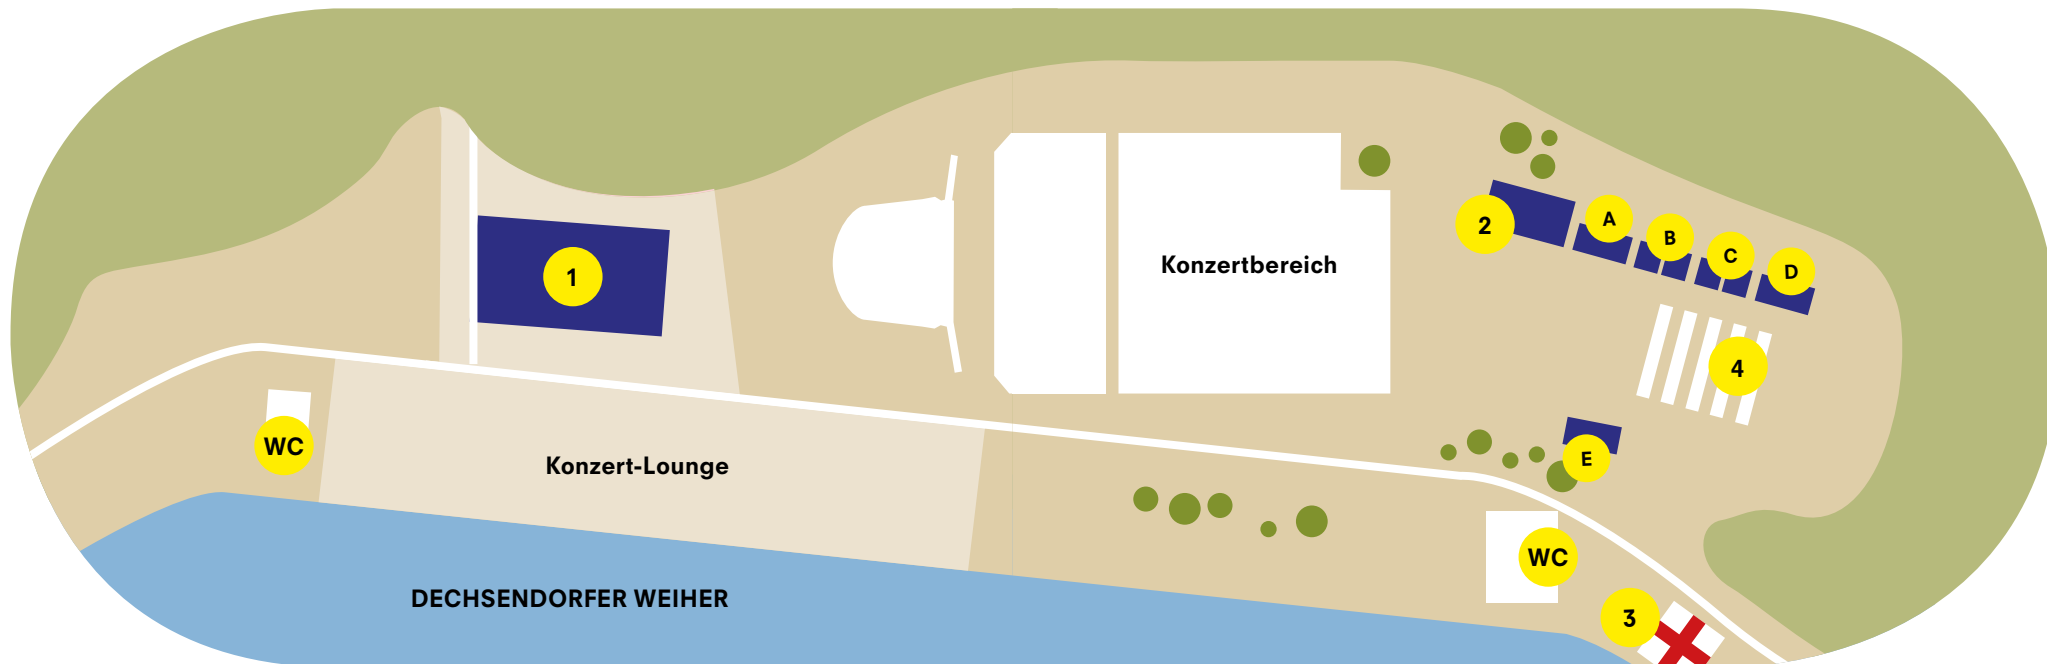 2
A
B
C
D
Konzertbereich
1
4
WC
Konzert-Lounge
E
WC
DECHSENDORFER WEIHER
3